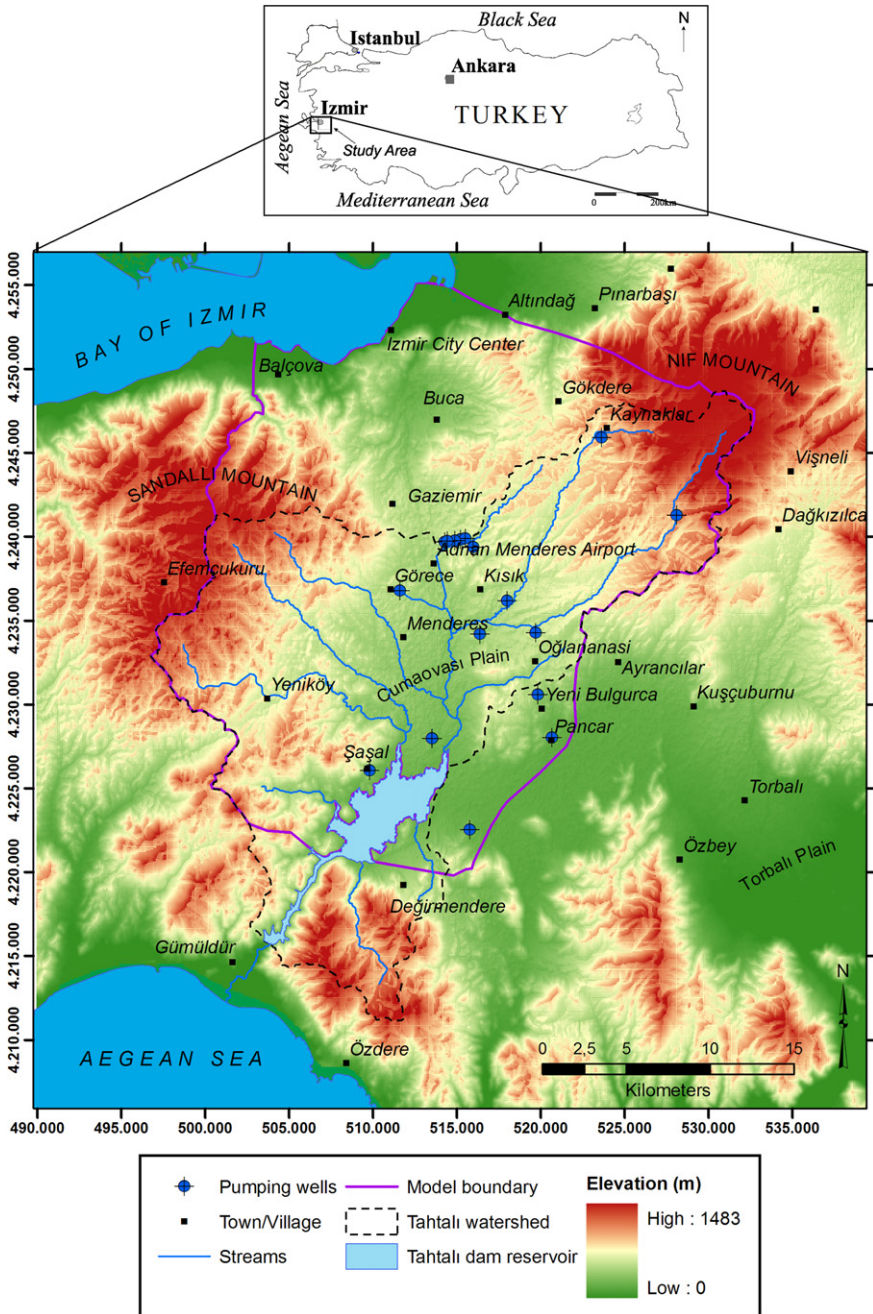 Black Sea
N
Istanbul
Ankara
Aegean Sea
Izmir
TURKEY
Study Area
Mediterranean Sea
0 200km
4.255.000
4.250.000
4.245.000
4.240.000
4.235.000
4.230.000
4.225.000
4.220.000
4.215.000
4.210.000
BAY OF IZMIR
Altındağ
Pınarbaşı
Izmir City Center
NIF MOUNTAIN
Balçova
Gökdere
Buca
Kaynaklar
Vişneli
SANDALLI MOUNTAIN
Gaziemir
Dağkızılca
Adnan Menderes Airport
Efemçukuru
Görece
Kısık
Menderes
Oğlananasi
Ayrancılar
Cumaovası Plain
Yeniköy
Yeni Bulgurca
Kuşçuburnu
Pancar
Şaşal
Torbalı
Özbey
Torbalı Plain
Değirmendere
Gümüldür
N
AEGEAN SEA
Özdere
0 2,5 5 10 15
Kilometers
490.000 495.000 500.000 505.000 510.000 515.000 520.000 525.000 530.000 535.000
Pumping wells
Model boundary
Elevation (m)
Town/Village
Tahtalı watershed
High : 1483
Streams
Tahtalı dam reservoir
Low : 0